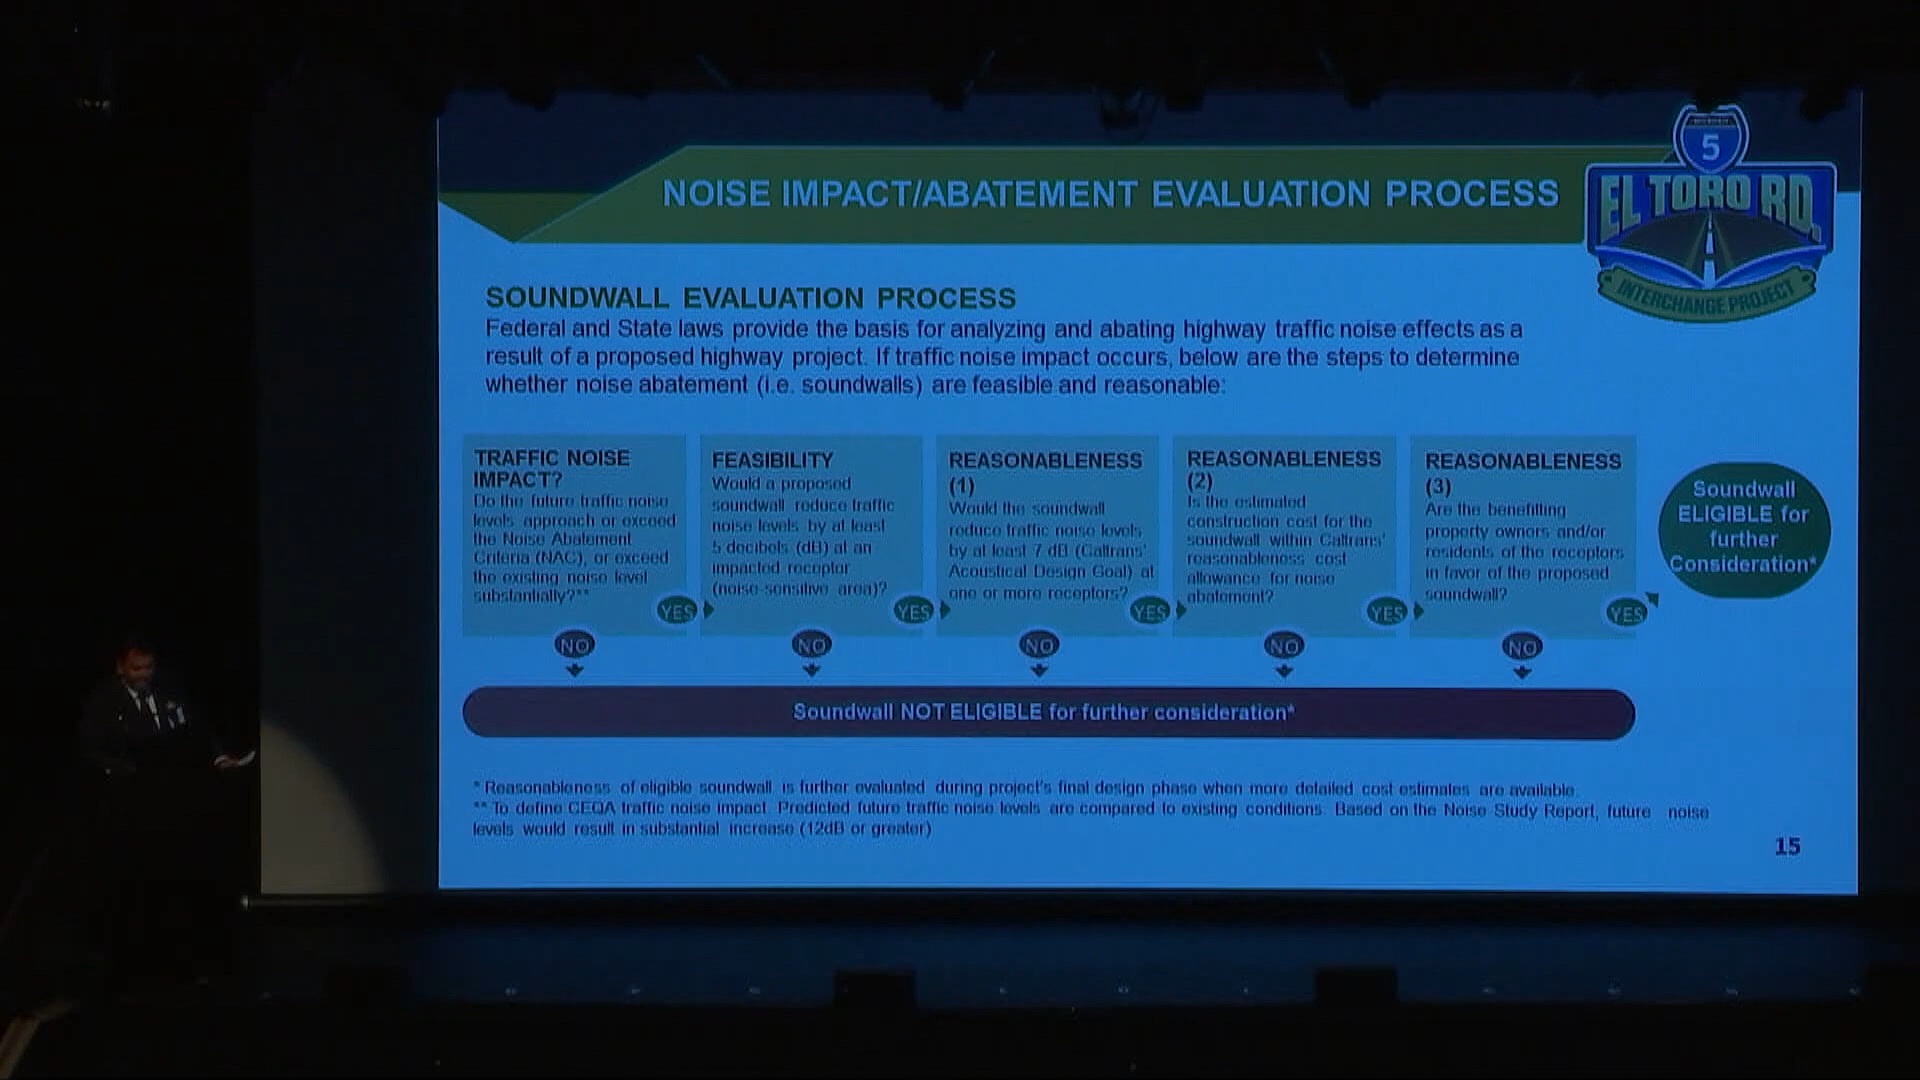 5
EL TORO RD.
INTERCHANGE PROJECT
NOISE IMPACT/ABATEMENT EVALUATION PROCESS
SOUNDWALL EVALUATION PROCESS
Federal and State laws provide the basis for analyzing and abating highway traffic noise effects as a
result of a proposed highway project. If traffic noise impact occurs, below are the steps to determine
whether noise abatement (i.e. soundwalls) are feasible and reasonable:
TRAFFIC NOISE
IMPACT?
Do the future traffic noise
levels approach or exceed
the Noise Abatement
Criteria (NAC), or exceed
the existing noise level
substantially?**
YES
NO
FEASIBILITY
Would a proposed
soundwall reduce traffic
noise levels by at least
5 decibels (dB) at an
impacted receptor
(noise-sensitive area)?
YES
NO
REASONABLENESS
(1)
Would the soundwall
reduce traffic noise levels
by at least 7 dB (Caltrans'
Acoustical Design Goal) at
one or more receptors?
YES
NO
REASONABLENESS
(2)
Is the estimated
construction cost for the
soundwall within Caltrans'
reasonableness cost
allowance for noise
abatement?
YES
NO
REASONABLENESS
(3)
Are the benefitting
property owners and/or
residents of the receptors
in favor of the proposed
soundwall?
YES
NO
Soundwall
ELIGIBLE for
further
Consideration*
Soundwall NOT ELIGIBLE for further consideration*
* Reasonableness of eligible soundwall is further evaluated during project's final design phase when more detailed cost estimates are available.
** To define CEQA traffic noise impact. Predicted future traffic noise levels are compared to existing conditions. Based on the Noise Study Report, future noise
levels would result in substantial increase (12dB or greater)
15